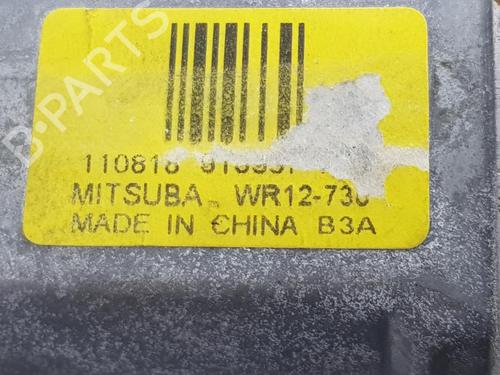 B-PARTS
110818
MITSUBA WR12-730
MADE IN CHINA B3A